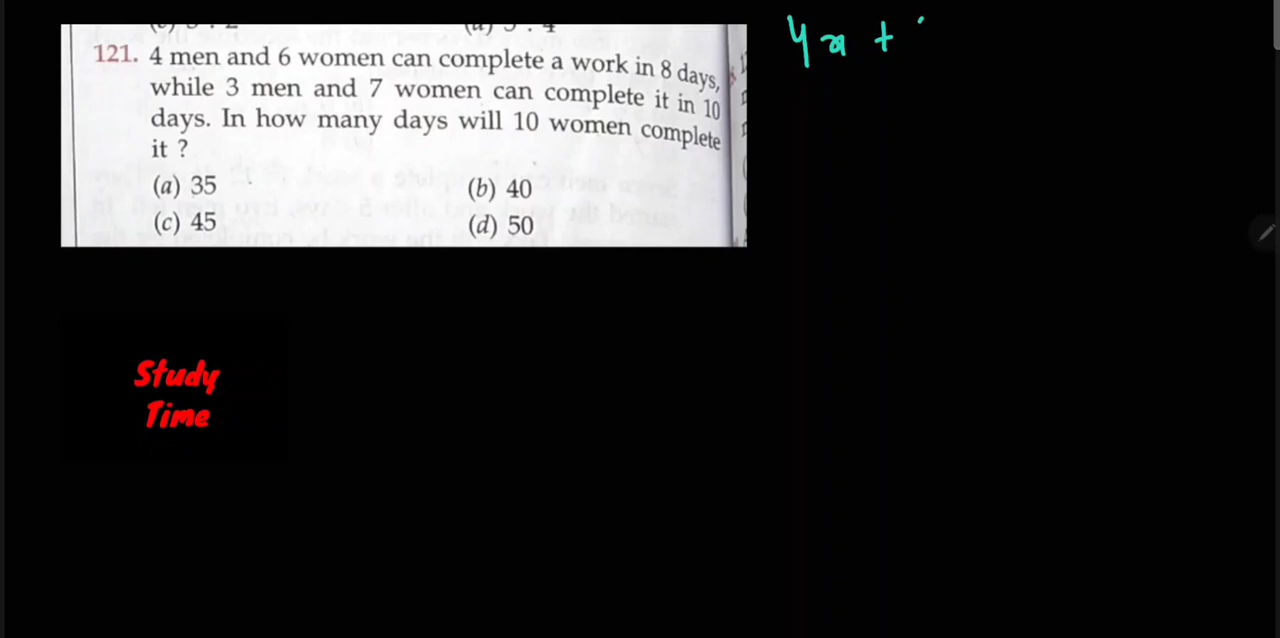 121. 4 men and 6 women can complete a work in 8 days,
while 3 men and 7 women can complete it in 10
days. In how many days will 10 women complete
it ?
(a) 35 (b) 40
(c) 45 (d) 50
4x +
Study
Time